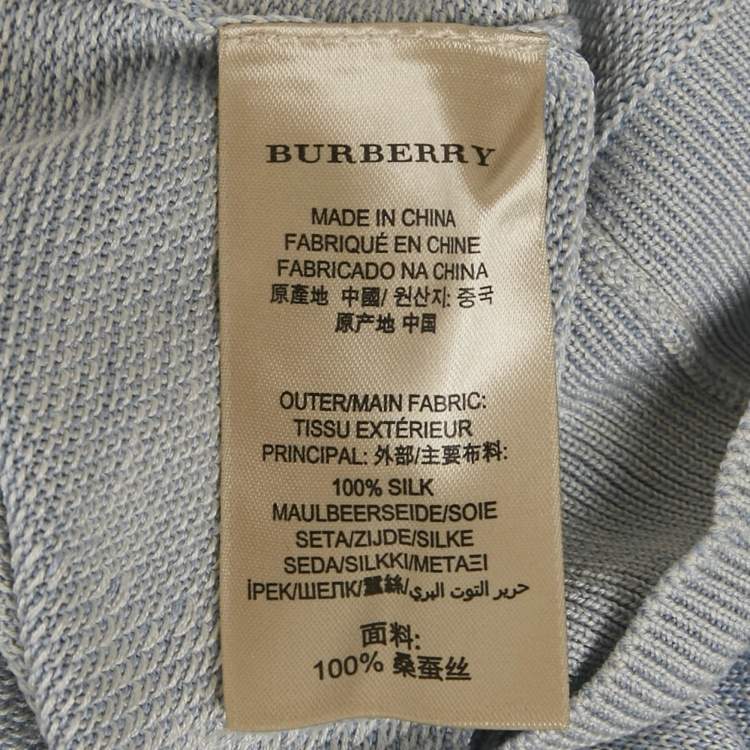 BURBERRY
MADE IN CHINA
FABRIQUÉ EN CHINE
FABRICADO NA CHINA
原產地 中國/ 원산지: 중국
原产地 中国
OUTER/MAIN FABRIC:
TISSU EXTÉRIEUR
PRINCIPAL: 外部/主要布料:
100% SILK
MAULBEERSEIDE/SOIE
SETA/ZIJDE/SILKE
SEDA/SILKKI/ΜΕΤΑΞΙ
İPEK/ШЕЛК/蠶絲/حرير التوت البري
面料:
100% 桑蚕丝